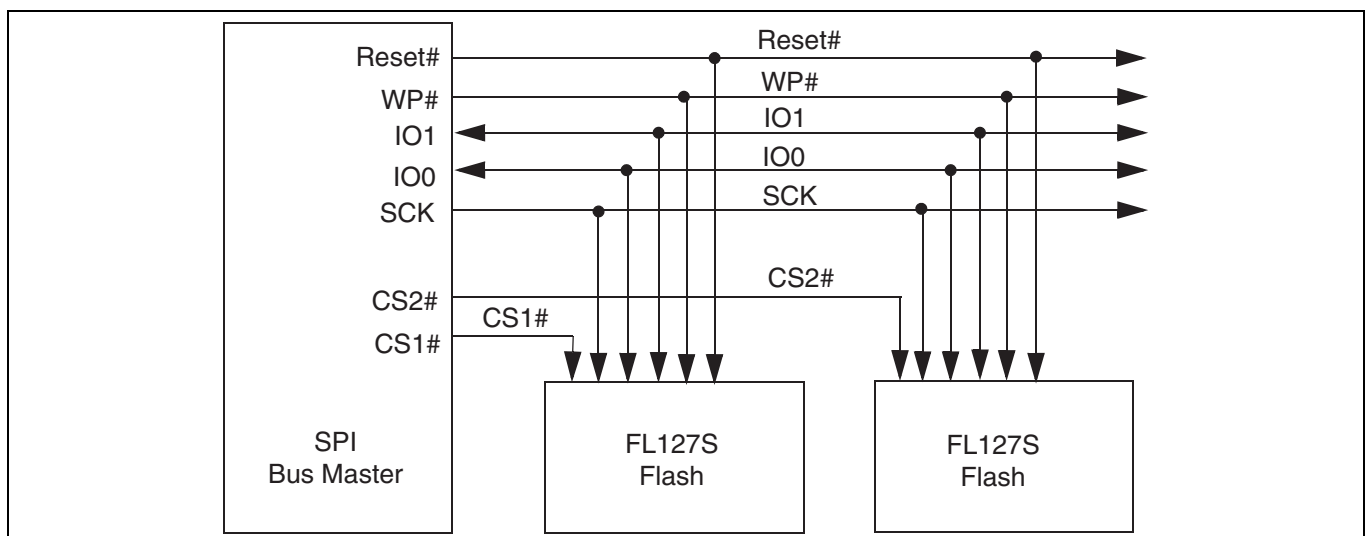 Reset#
Reset#
WP#
WP#
IO1
IO1
IO0
IO0
SCK
SCK
CS2#
CS2#
CS1#
CS1#
SPI
Bus Master
FL127S
Flash
FL127S
Flash